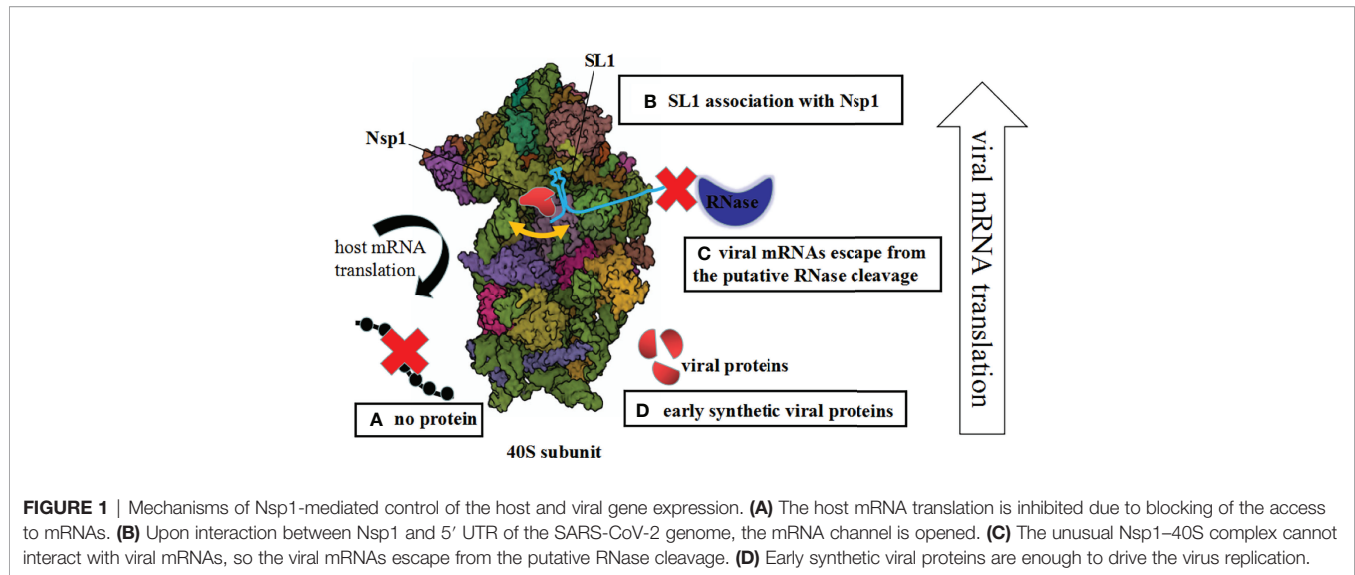 SL1
B SL1 association with Nsp1
Nsp1
RNase
host mRNA
translation
C viral mRNAs escape from
the putative RNase cleavage
viral mRNA translation
viral proteins
A no protein
D early synthetic viral proteins
40S subunit
FIGURE 1 | Mechanisms of Nsp1-mediated control of the host and viral gene expression. (A) The host mRNA translation is inhibited due to blocking of the access
to mRNAs. (B) Upon interaction between Nsp1 and 5′ UTR of the SARS-CoV-2 genome, the mRNA channel is opened. (C) The unusual Nsp1–40S complex cannot
interact with viral mRNAs, so the viral mRNAs escape from the putative RNase cleavage. (D) Early synthetic viral proteins are enough to drive the virus replication.